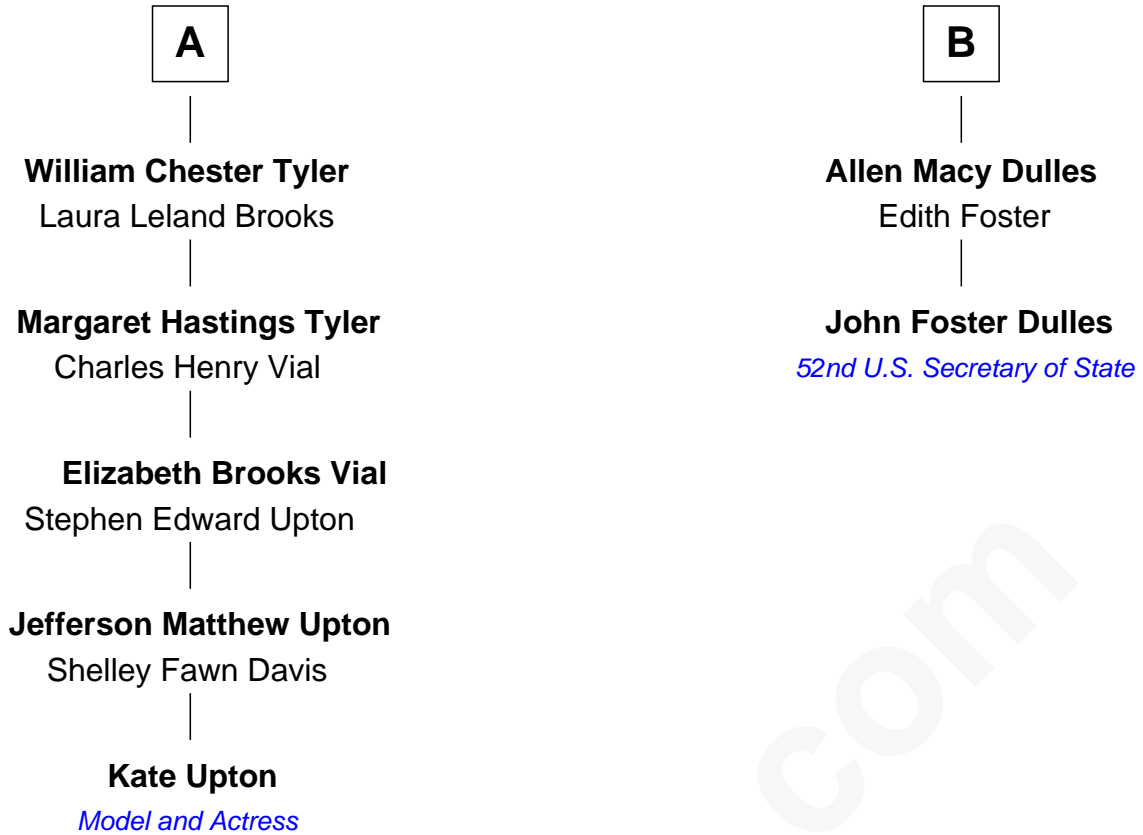 A
William Chester Tyler
Laura Leland Brooks
Margaret Hastings Tyler
Charles Henry Vial
Elizabeth Brooks Vial
Stephen Edward Upton
Jefferson Matthew Upton
Shelley Fawn Davis
Kate Upton
Model and Actress
B
Allen Macy Dulles
Edith Foster
John Foster Dulles
52nd U.S. Secretary of State
com